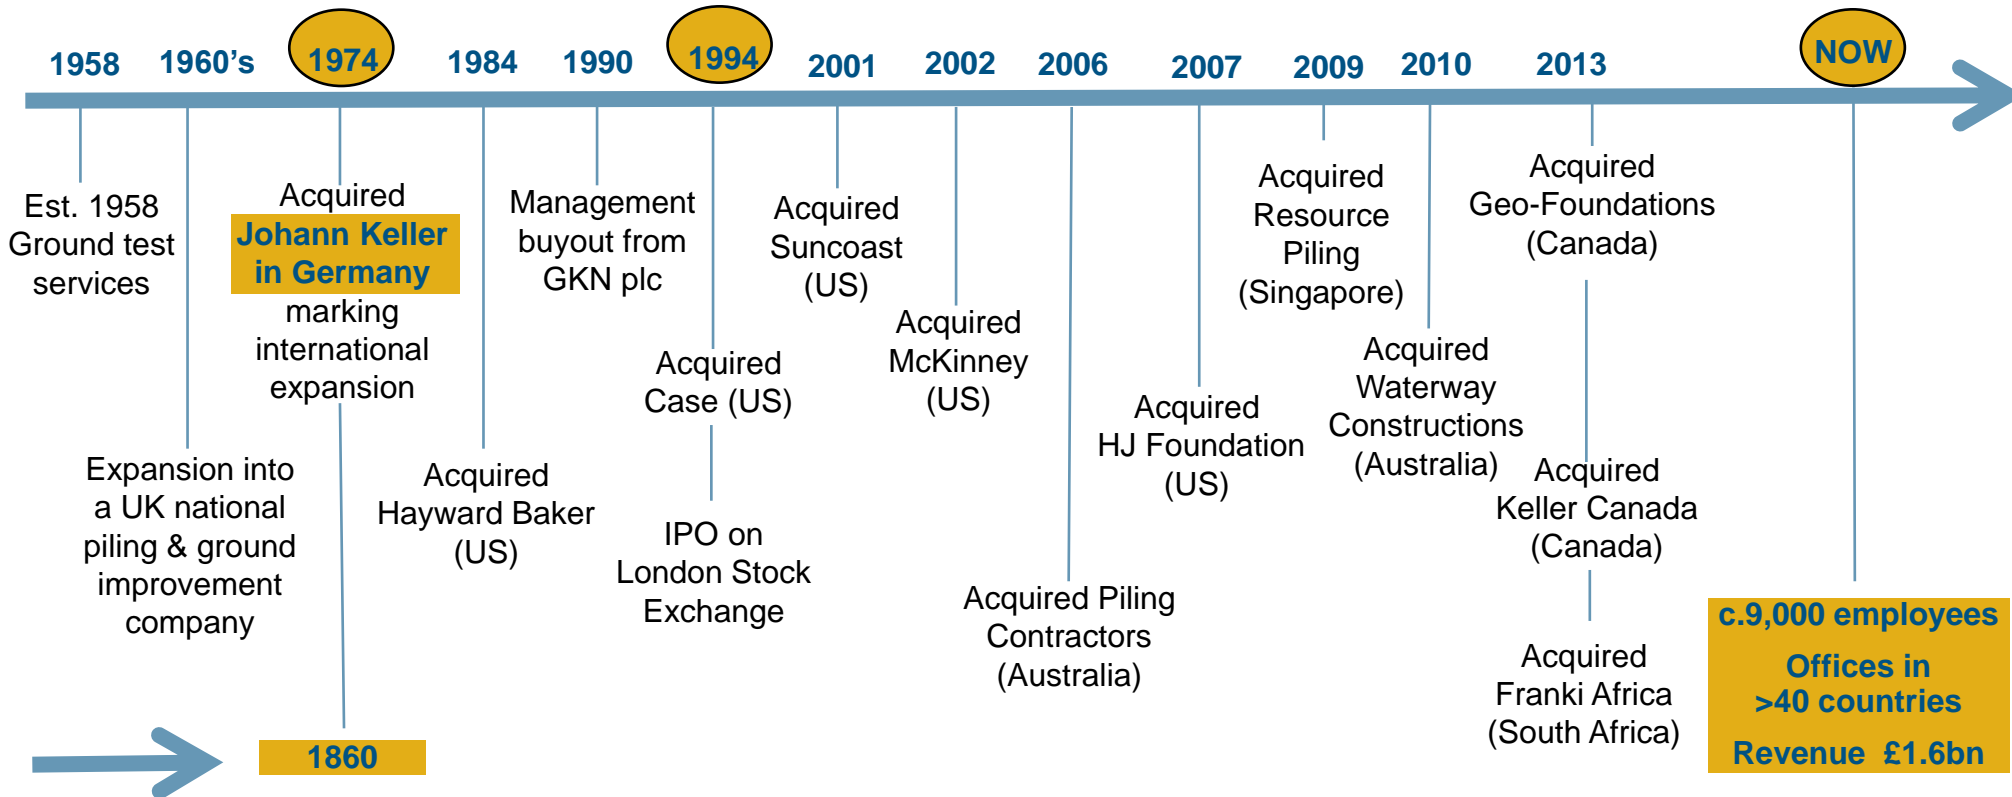 1958
1960's
1974
1984
1990
1994
2001
2002
2006
2007
2009
2010
2013
NOW
Est. 1958
Ground test
services
Expansion into
a UK national
piling & ground
improvement
company
Acquired
Johann Keller
in Germany
marking
international
expansion
1860
Acquired
Hayward Baker
(US)
Management
buyout from
GKN plc
Acquired
Case (US)
IPO on
London Stock
Exchange
Acquired
Suncoast
(US)
Acquired
McKinney
(US)
Acquired Piling
Contractors
(Australia)
Acquired
HJ Foundation
(US)
Acquired
Resource
Piling
(Singapore)
Acquired
Waterway
Constructions
(Australia)
Acquired
Geo-Foundations
(Canada)
Acquired
Keller Canada
(Canada)
Acquired
Franki Africa
(South Africa)
c.9,000 employees
Offices in
>40 countries
Revenue £1.6bn